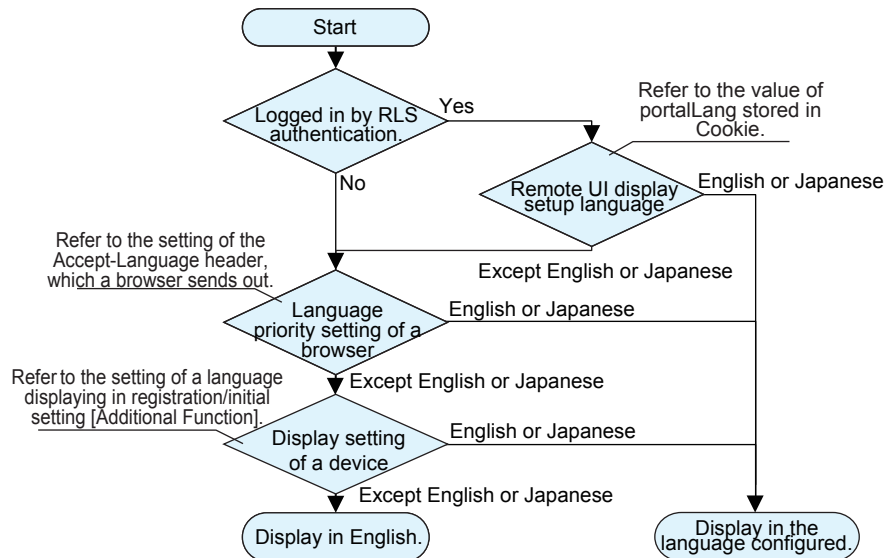 Start
Logged in by RLS
authentication.
Yes
Refer to the value of
portalLang stored in
Cookie.
No
Remote UI display
setup language
English or Japanese
Refer to the setting of the
Accept-Language header,
which a browser sends out.
Except English or Japanese
Language
priority setting of a
browser
English or Japanese
Refer to the setting of a language
displaying in registration/initial
setting [Additional Function].
Except English or Japanese
Display setting
of a device
English or Japanese
Except English or Japanese
Display in English.
Display in the
language configured.